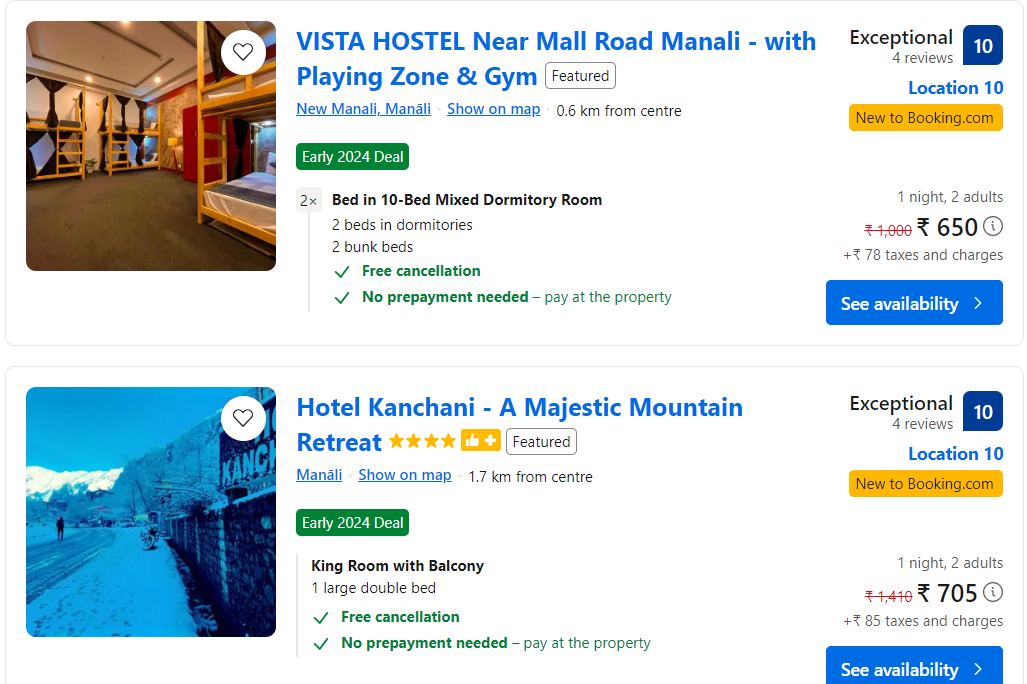 VISTA HOSTEL Near Mall Road Manali - with
Playing Zone & Gym Featured
New Manali, Manāli · Show on map · 0.6 km from centre
Early 2024 Deal
2× Bed in 10-Bed Mixed Dormitory Room
2 beds in dormitories
2 bunk beds
Free cancellation
No prepayment needed – pay at the property
Exceptional 10
4 reviews
Location 10
New to Booking.com
1 night, 2 adults
₹ 1,000 ₹ 650
+₹ 78 taxes and charges
See availability
KANCH
Hotel Kanchani - A Majestic Mountain
Retreat Featured
Manāli · Show on map · 1.7 km from centre
Early 2024 Deal
King Room with Balcony
1 large double bed
Free cancellation
No prepayment needed – pay at the property
Exceptional 10
4 reviews
Location 10
New to Booking.com
1 night, 2 adults
₹ 1,410 ₹ 705
+₹ 85 taxes and charges
See availability